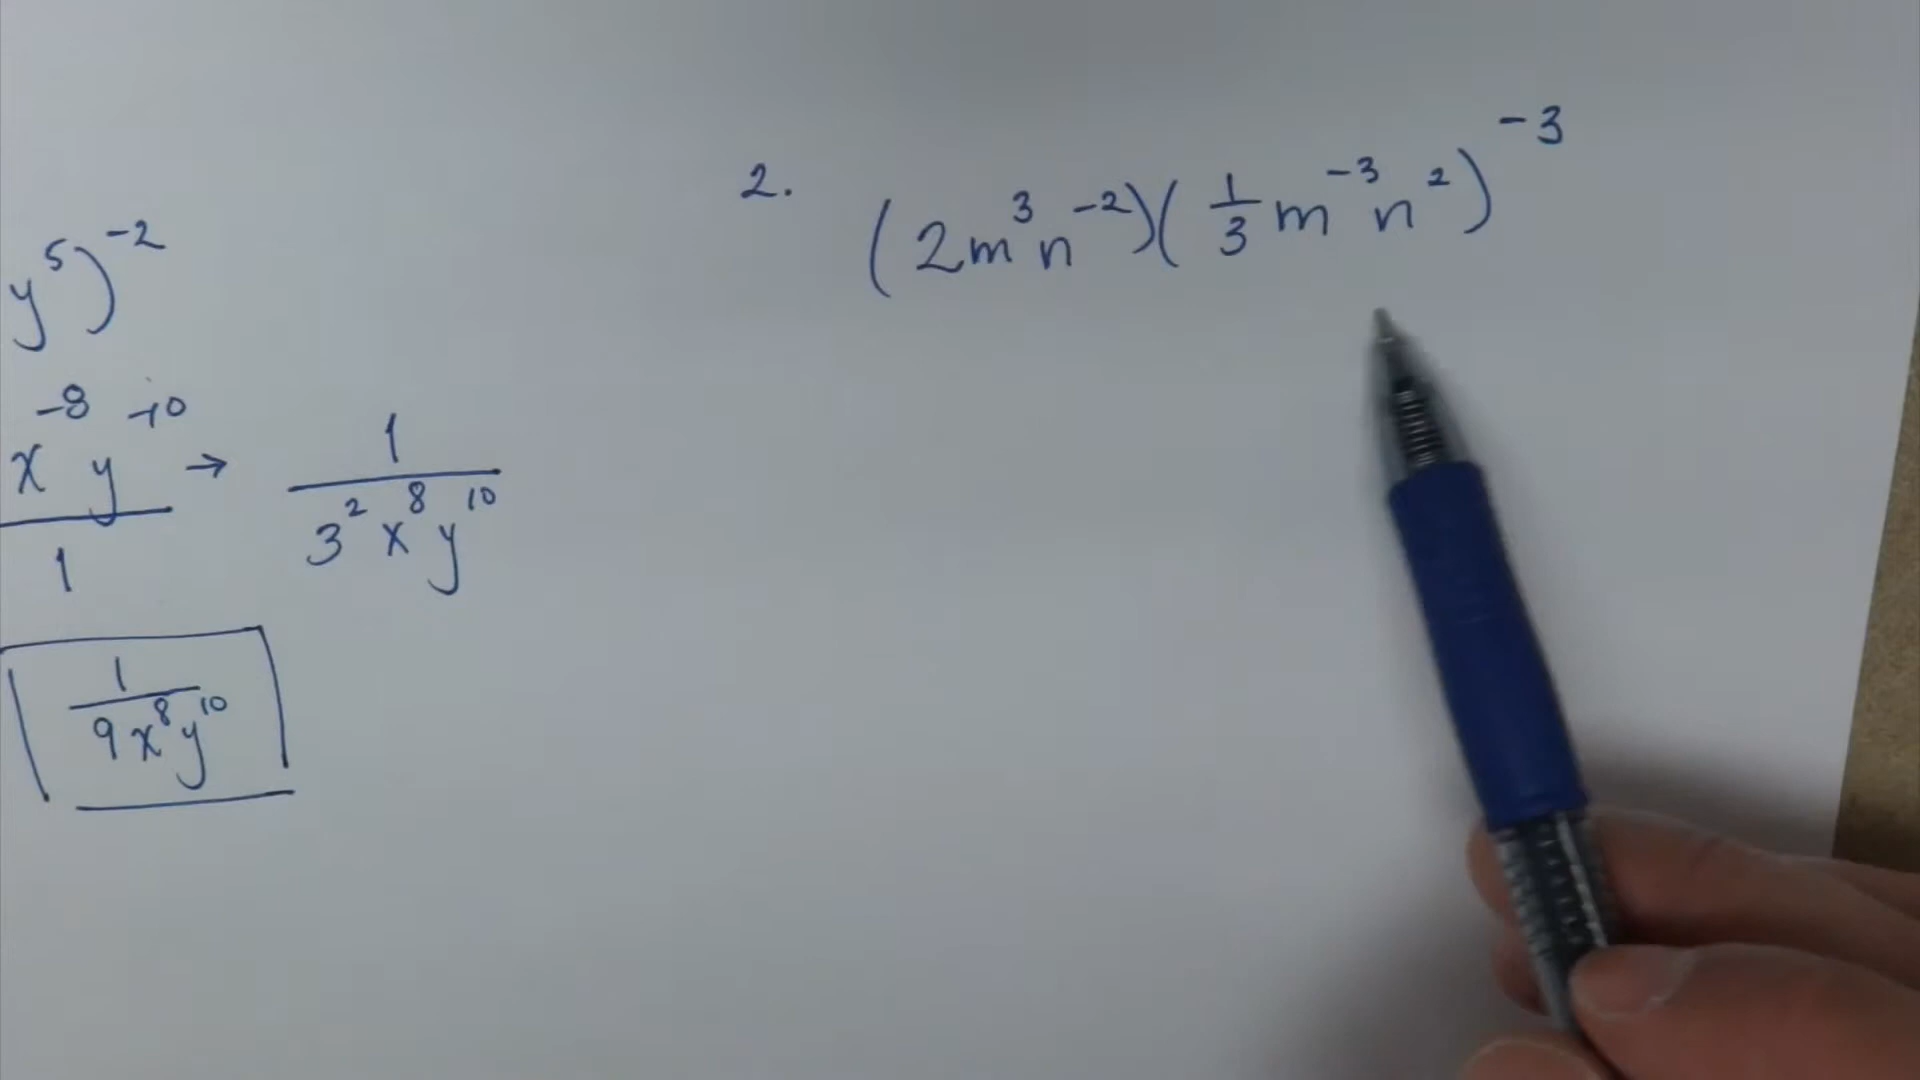 y⁵)⁻²
x⁻⁸ y⁻¹⁰ → 1
1 3² x⁸ y¹⁰
1
9x⁸y¹⁰
2. (2m³n⁻²)(1/3 m⁻³n²)⁻³